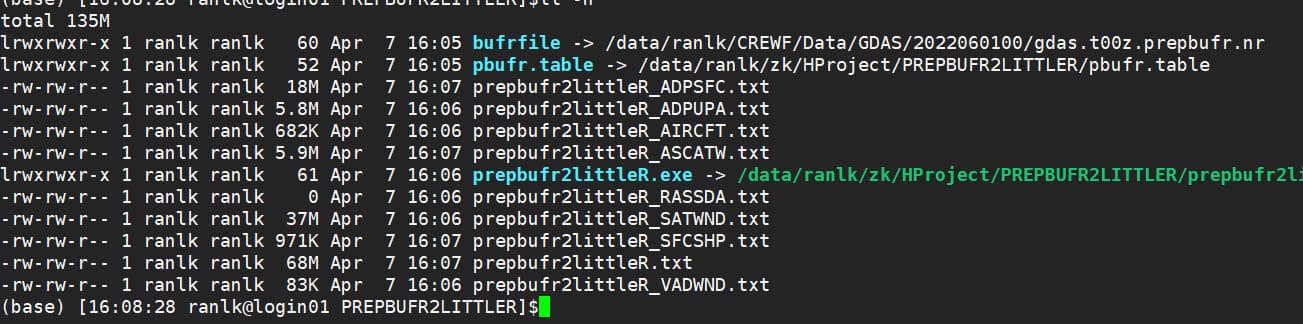 (base) [16:08:28 ranlk@login01 PREPBUFR2LITTLER]$ll -h
total 135M
lrwxrwxr-x 1 ranlk ranlk   60 Apr  7 16:05 bufrfile -> /data/ranlk/CREWF/Data/GDAS/2022060100/gdas.t00z.prepbufr.nr
lrwxrwxr-x 1 ranlk ranlk   52 Apr  7 16:05 pbufr.table -> /data/ranlk/zk/HProject/PREPBUFR2LITTLER/pbufr.table
-rw-rw-r-- 1 ranlk ranlk  18M Apr  7 16:07 prepbufr2littleR_ADPSFC.txt
-rw-rw-r-- 1 ranlk ranlk 5.8M Apr  7 16:06 prepbufr2littleR_ADPUPA.txt
-rw-rw-r-- 1 ranlk ranlk 682K Apr  7 16:06 prepbufr2littleR_AIRCFT.txt
-rw-rw-r-- 1 ranlk ranlk 5.9M Apr  7 16:07 prepbufr2littleR_ASCATW.txt
lrwxrwxr-x 1 ranlk ranlk   61 Apr  7 16:06 prepbufr2littleR.exe -> /data/ranlk/zk/HProject/PREPBUFR2LITTLER/prepbufr2li
-rw-rw-r-- 1 ranlk ranlk    0 Apr  7 16:06 prepbufr2littleR_RASSDA.txt
-rw-rw-r-- 1 ranlk ranlk  37M Apr  7 16:06 prepbufr2littleR_SATWND.txt
-rw-rw-r-- 1 ranlk ranlk 971K Apr  7 16:07 prepbufr2littleR_SFCSHP.txt
-rw-rw-r-- 1 ranlk ranlk  68M Apr  7 16:07 prepbufr2littleR.txt
-rw-rw-r-- 1 ranlk ranlk  83K Apr  7 16:06 prepbufr2littleR_VADWND.txt
(base) [16:08:28 ranlk@login01 PREPBUFR2LITTLER]$